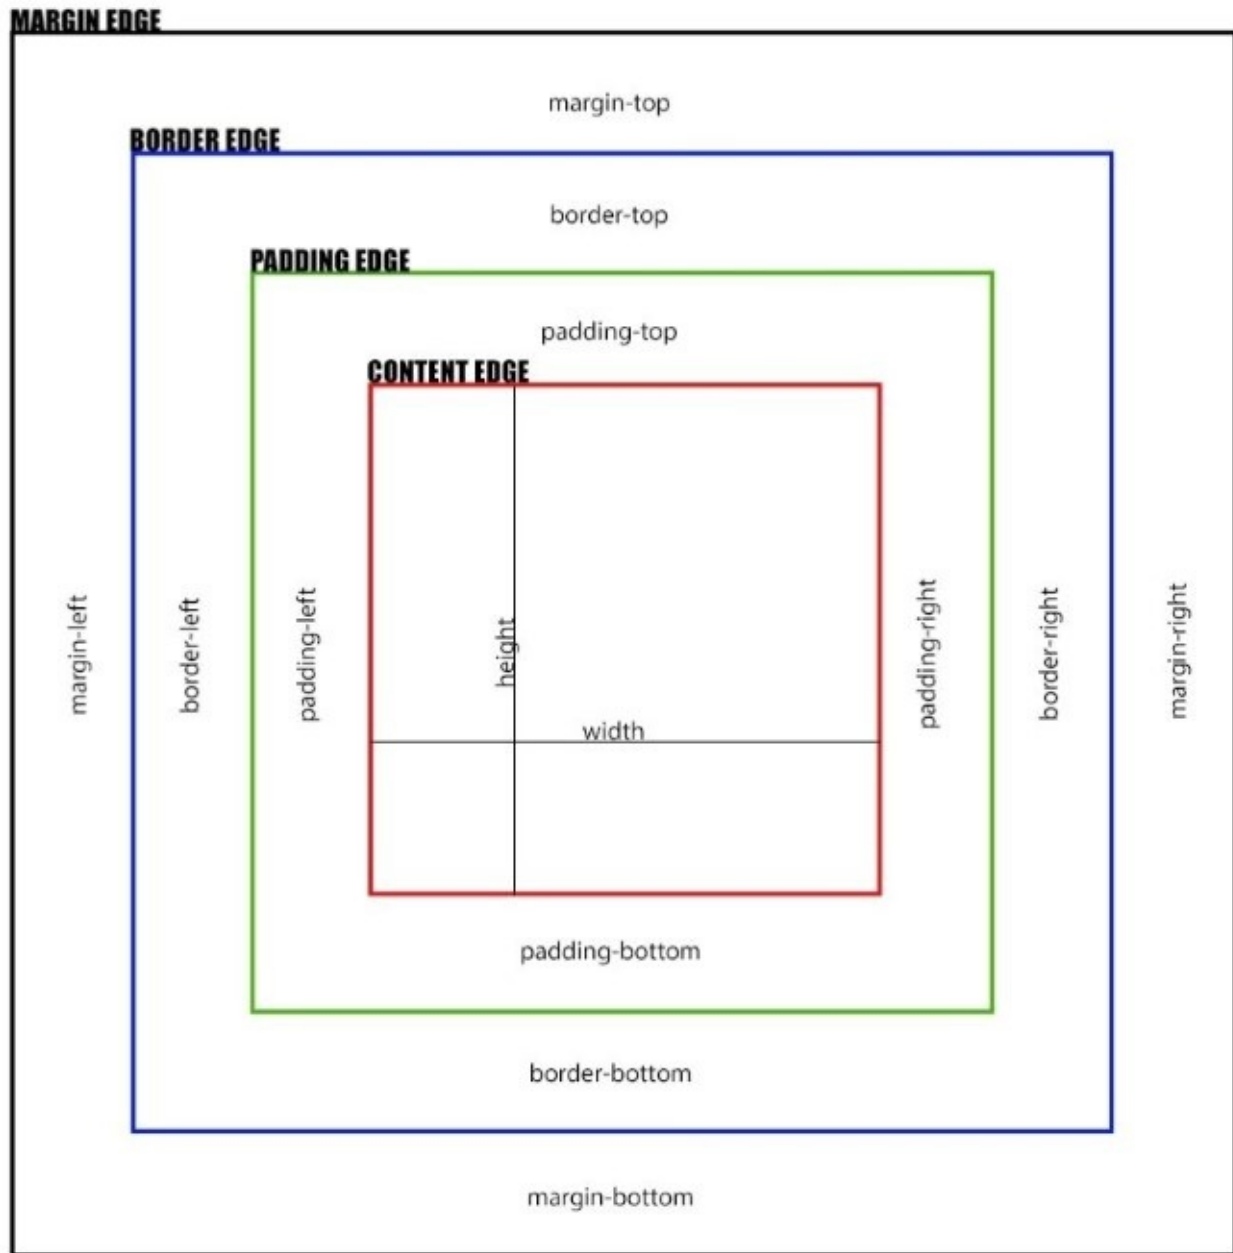 MARGIN EDGE
margin-top
BORDER EDGE
border-top
PADDING EDGE
padding-top
CONTENT EDGE
margin-left
border-left
padding-left
height
width
padding-right
border-right
margin-right
padding-bottom
border-bottom
margin-bottom